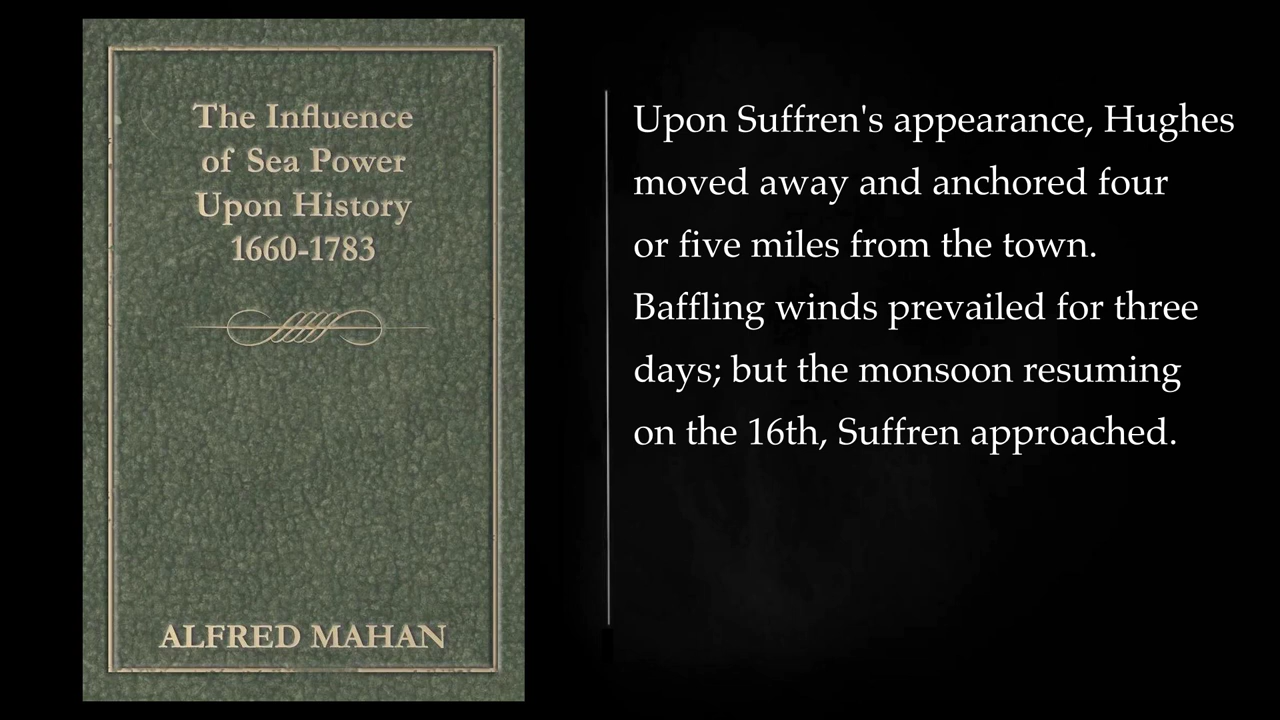 The Influence
of Sea Power
Upon History
1660-1783
ALFRED MAHAN
Upon Suffren's appearance, Hughes
moved away and anchored four
or five miles from the town.
Baffling winds prevailed for three
days; but the monsoon resuming
on the 16th, Suffren approached.